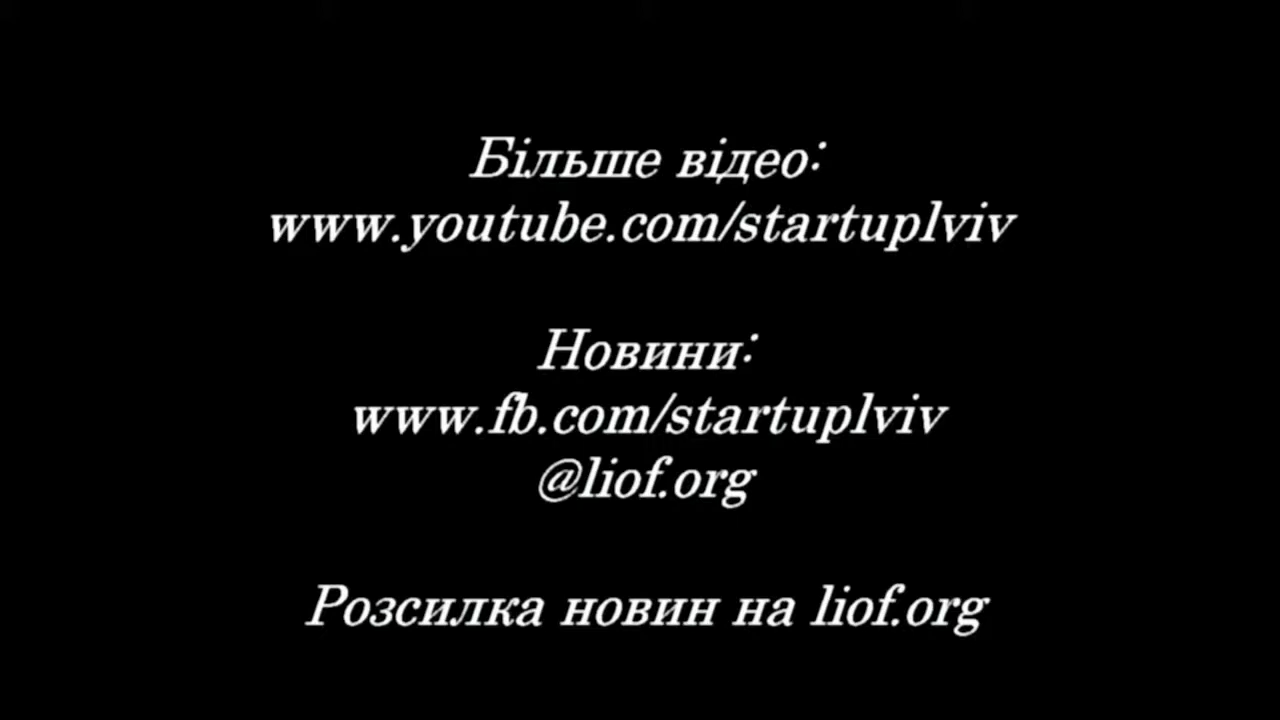 Більше відео:
www.youtube.com/startuplviv
Новини:
www.fb.com/startuplviv
@liof.org
Розсилка новин на liof.org